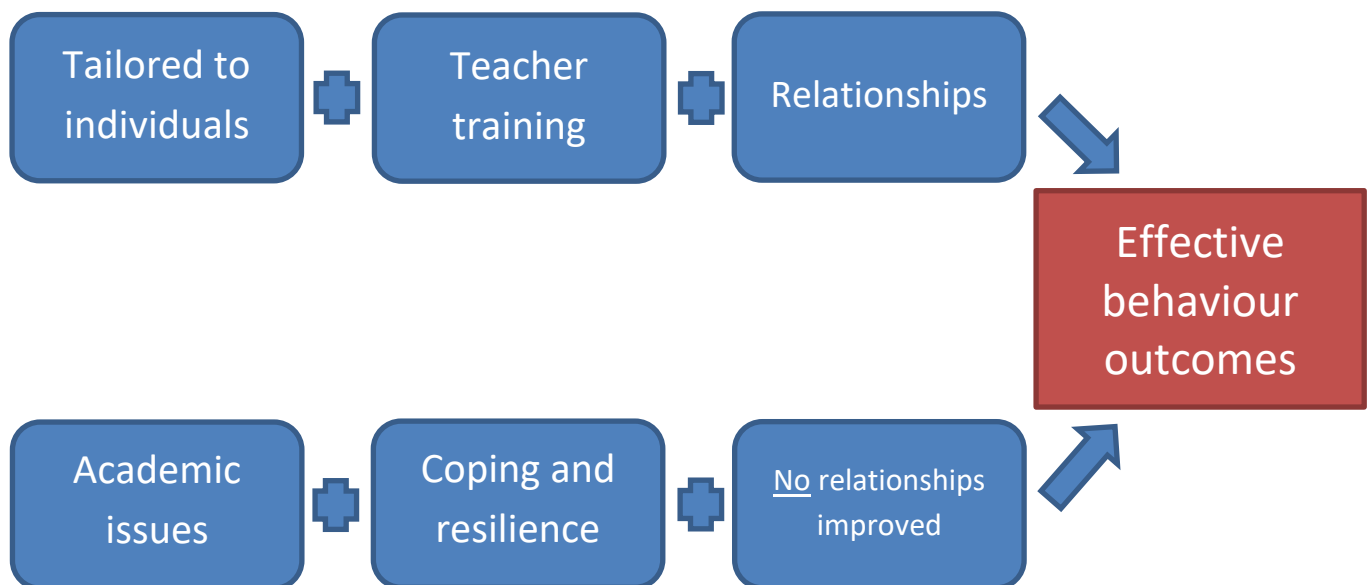 Tailored to
individuals
Teacher
training
Relationships
Effective
behaviour
outcomes
Academic
issues
Coping and
resilience
No relationships
improved